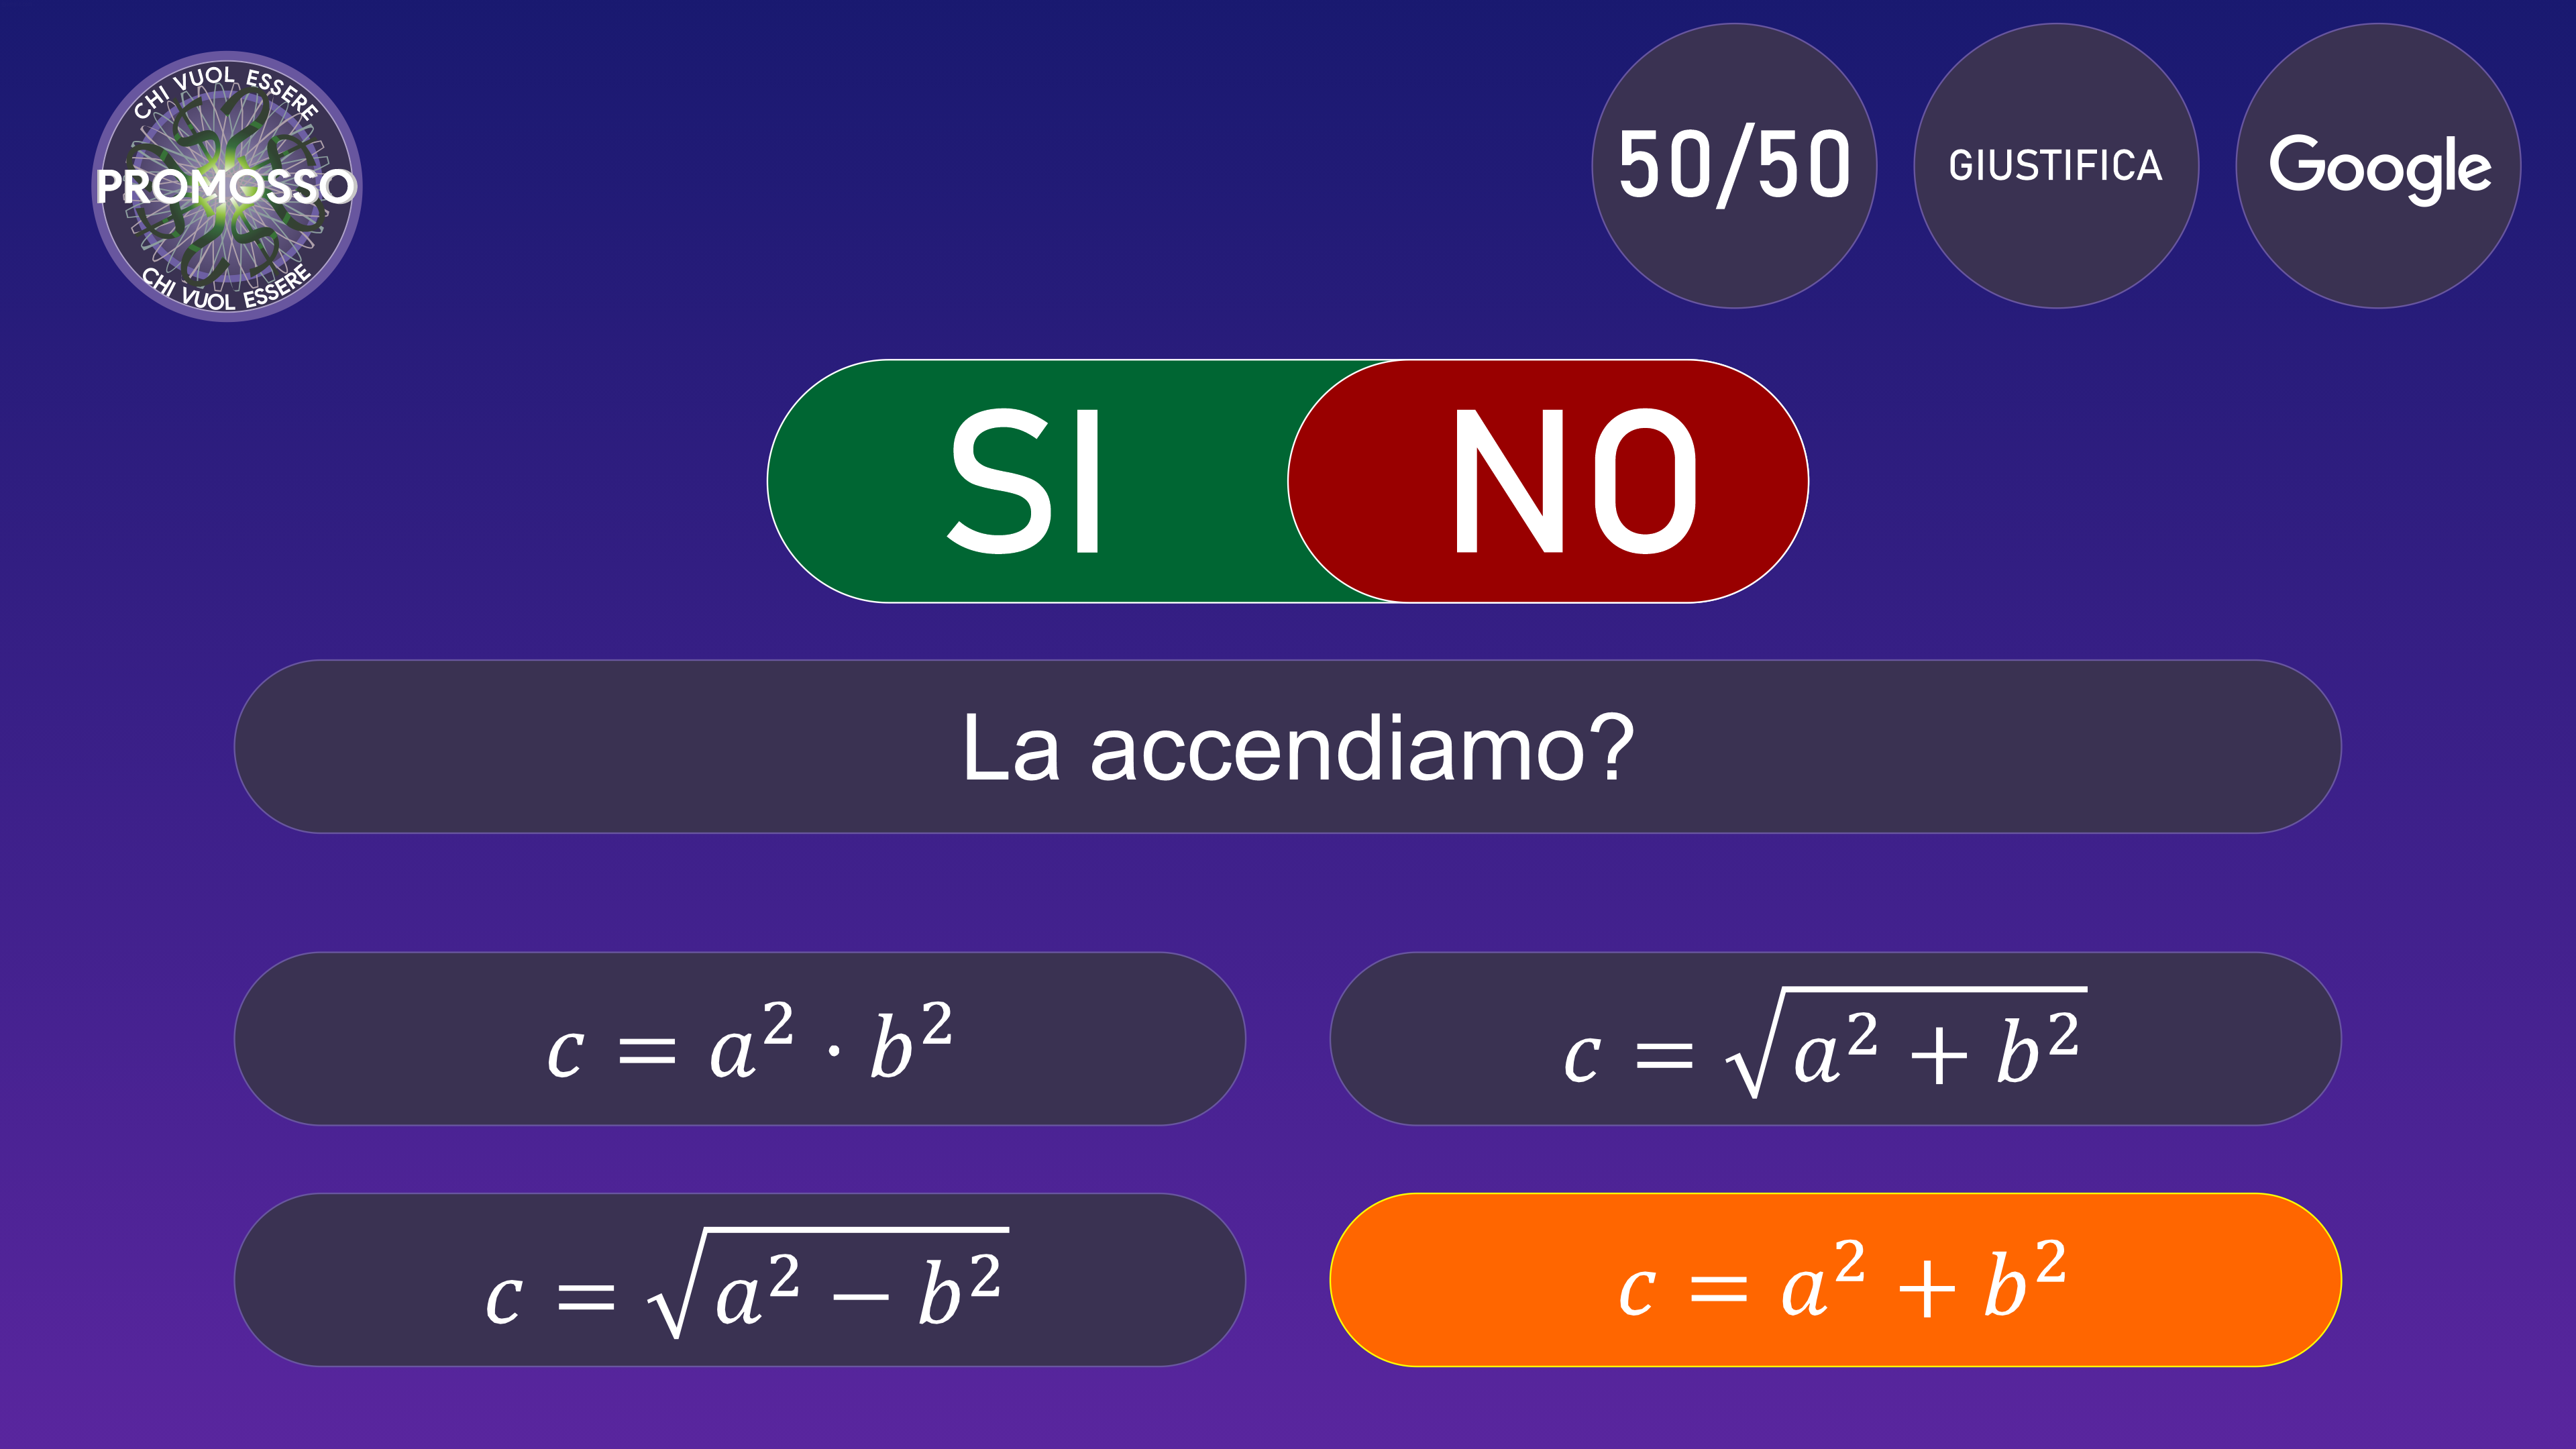 CHI VUOL ESSERE
PROMOSSO
CHI VUOL ESSERE
50/50
GIUSTIFICA
Google
SI
NO
La accendiamo?
c = a² · b²
c = √(a² + b²)
c = √(a² − b²)
c = a² + b²